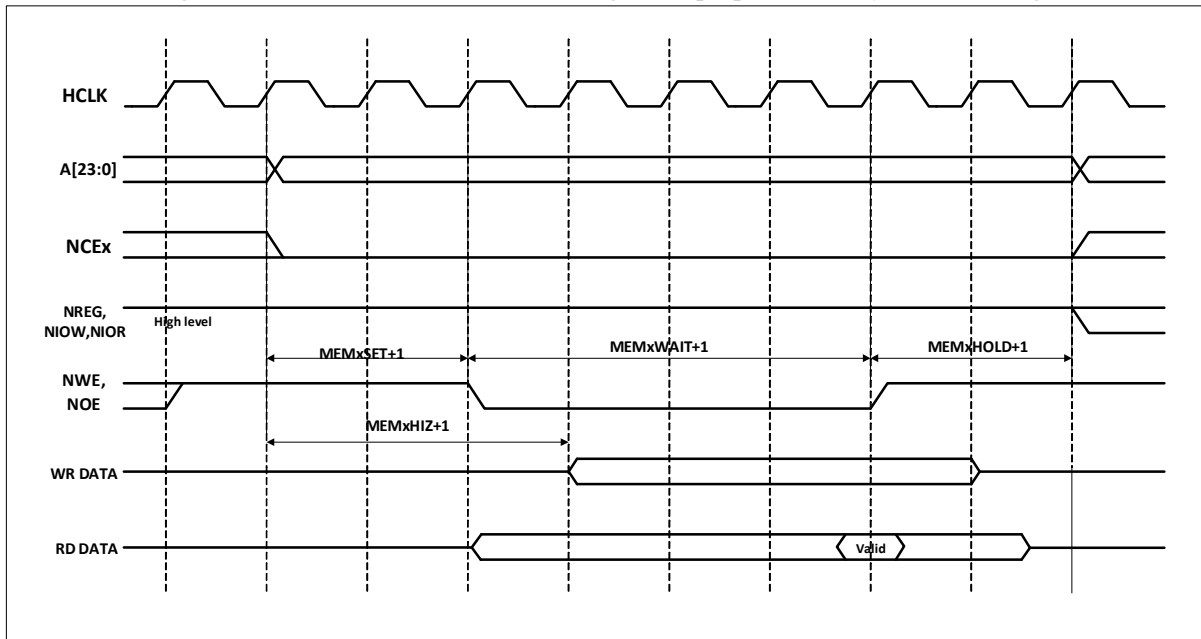 HCLK
A[23:0]
NCEx
NREG,
NIOW,NIOR
High level
MEMxSET+1
MEMxWAIT+1
MEMxHOLD+1
NWE,
NOE
MEMxHIZ+1
WR DATA
RD DATA
Valid